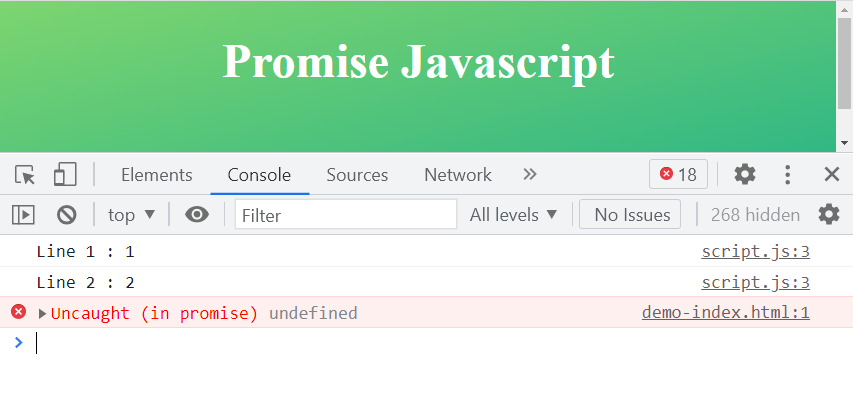 Promise Javascript
Elements Console Sources Network » 18
top ▼ Filter All levels ▼ No Issues 268 hidden
Line 1 : 1 script.js:3
Line 2 : 2 script.js:3
Uncaught (in promise) undefined demo-index.html:1